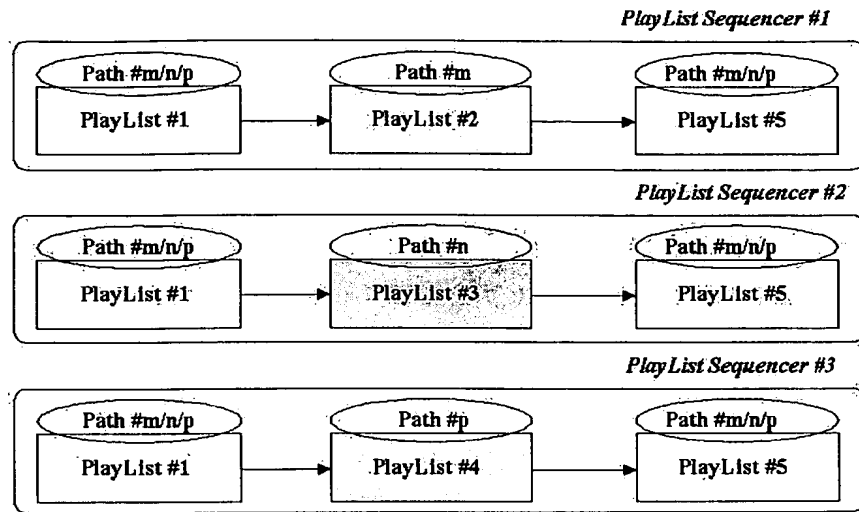 PlayList Sequencer #1
Path #m/n/p
Path #m
Path #m/n/p
PlayList #1
PlayList #2
PlayList #5
PlayList Sequencer #2
Path #m/n/p
Path #n
Path #m/n/p
PlayList #1
PlayList #3
PlayList #5
PlayList Sequencer #3
Path #m/n/p
Path #p
Path #m/n/p
PlayList #1
PlayList #4
PlayList #5